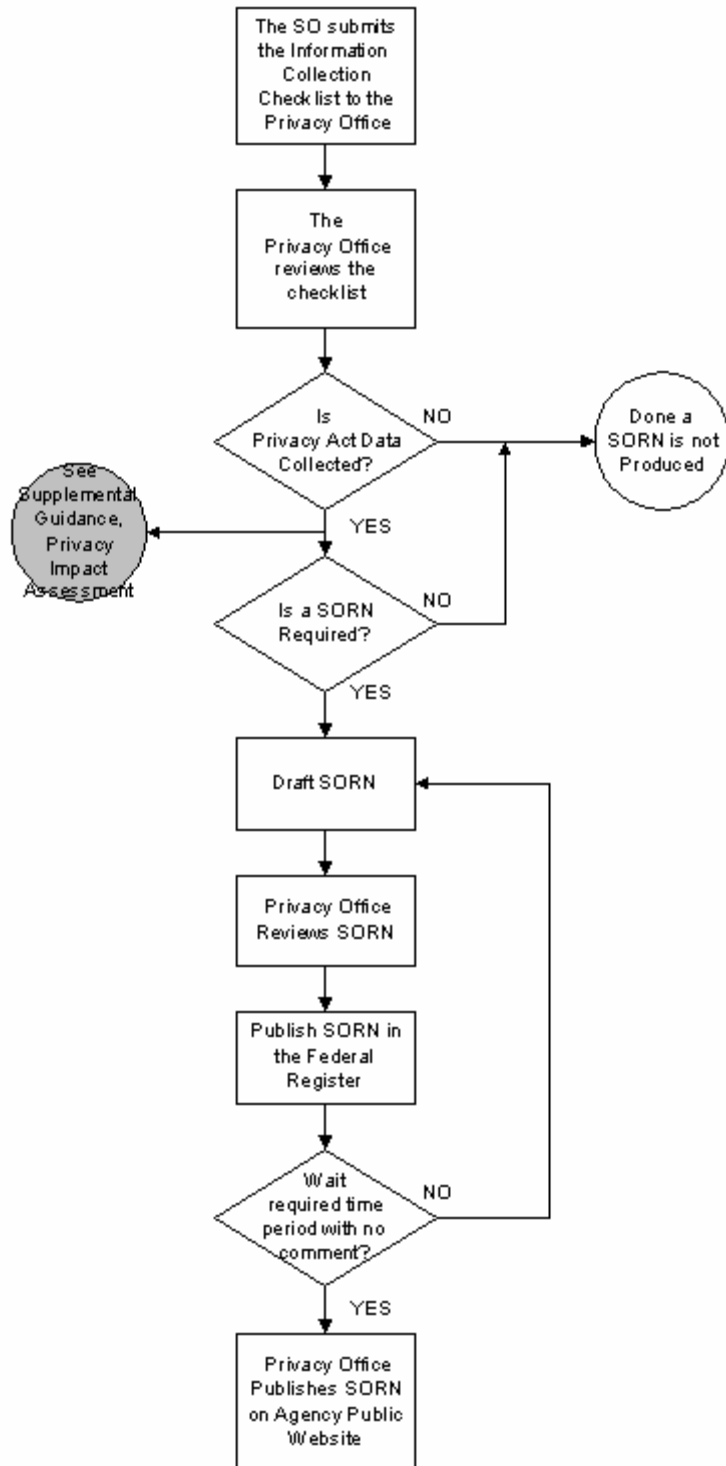 The SO submits
the Information
Collection
Checklist to the
Privacy Office
The
Privacy Office
reviews the
checklist
Is
Privacy Act Data
Collected?
NO
Done a
SORN is not
Produced
YES
See
Supplemental
Guidance,
Privacy
Impact
Assessment
Is a SORN
Required?
NO
YES
Draft SORN
Privacy Office
Reviews SORN
Publish SORN in
the Federal
Register
Wait
required time
period with no
comment?
NO
YES
Privacy Office
Publishes SORN
on Agency Public
Website